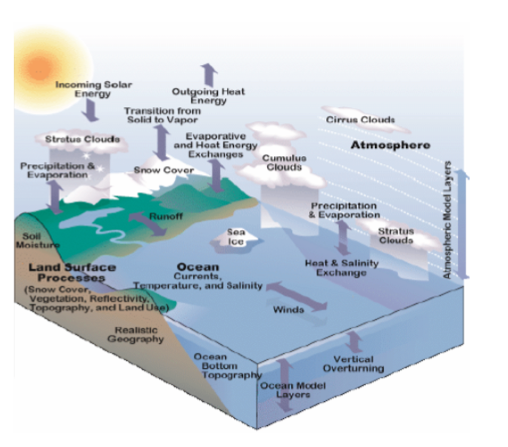 Incoming Solar
Energy
Outgoing Heat
Energy
Transition from
Solid to Vapor
Cirrus Clouds
Stratus Clouds
Evaporative
and Heat Energy
Exchanges
Atmosphere
Cumulus
Clouds
Precipitation &
Evaporation
Snow Cover
Atmospheric Model Layers
Precipitation
& Evaporation
Runoff
Stratus
Clouds
Sea
Ice
Soil
Moisture
Heat & Salinity
Exchange
Land Surface
Processes
(Snow Cover,
Vegetation, Reflectivity,
Topography, and Land Use)
Ocean
Currents,
Temperature, and Salinity
Winds
Realistic
Geography
Ocean
Bottom
Topography
Vertical
Overturning
Ocean Model
Layers